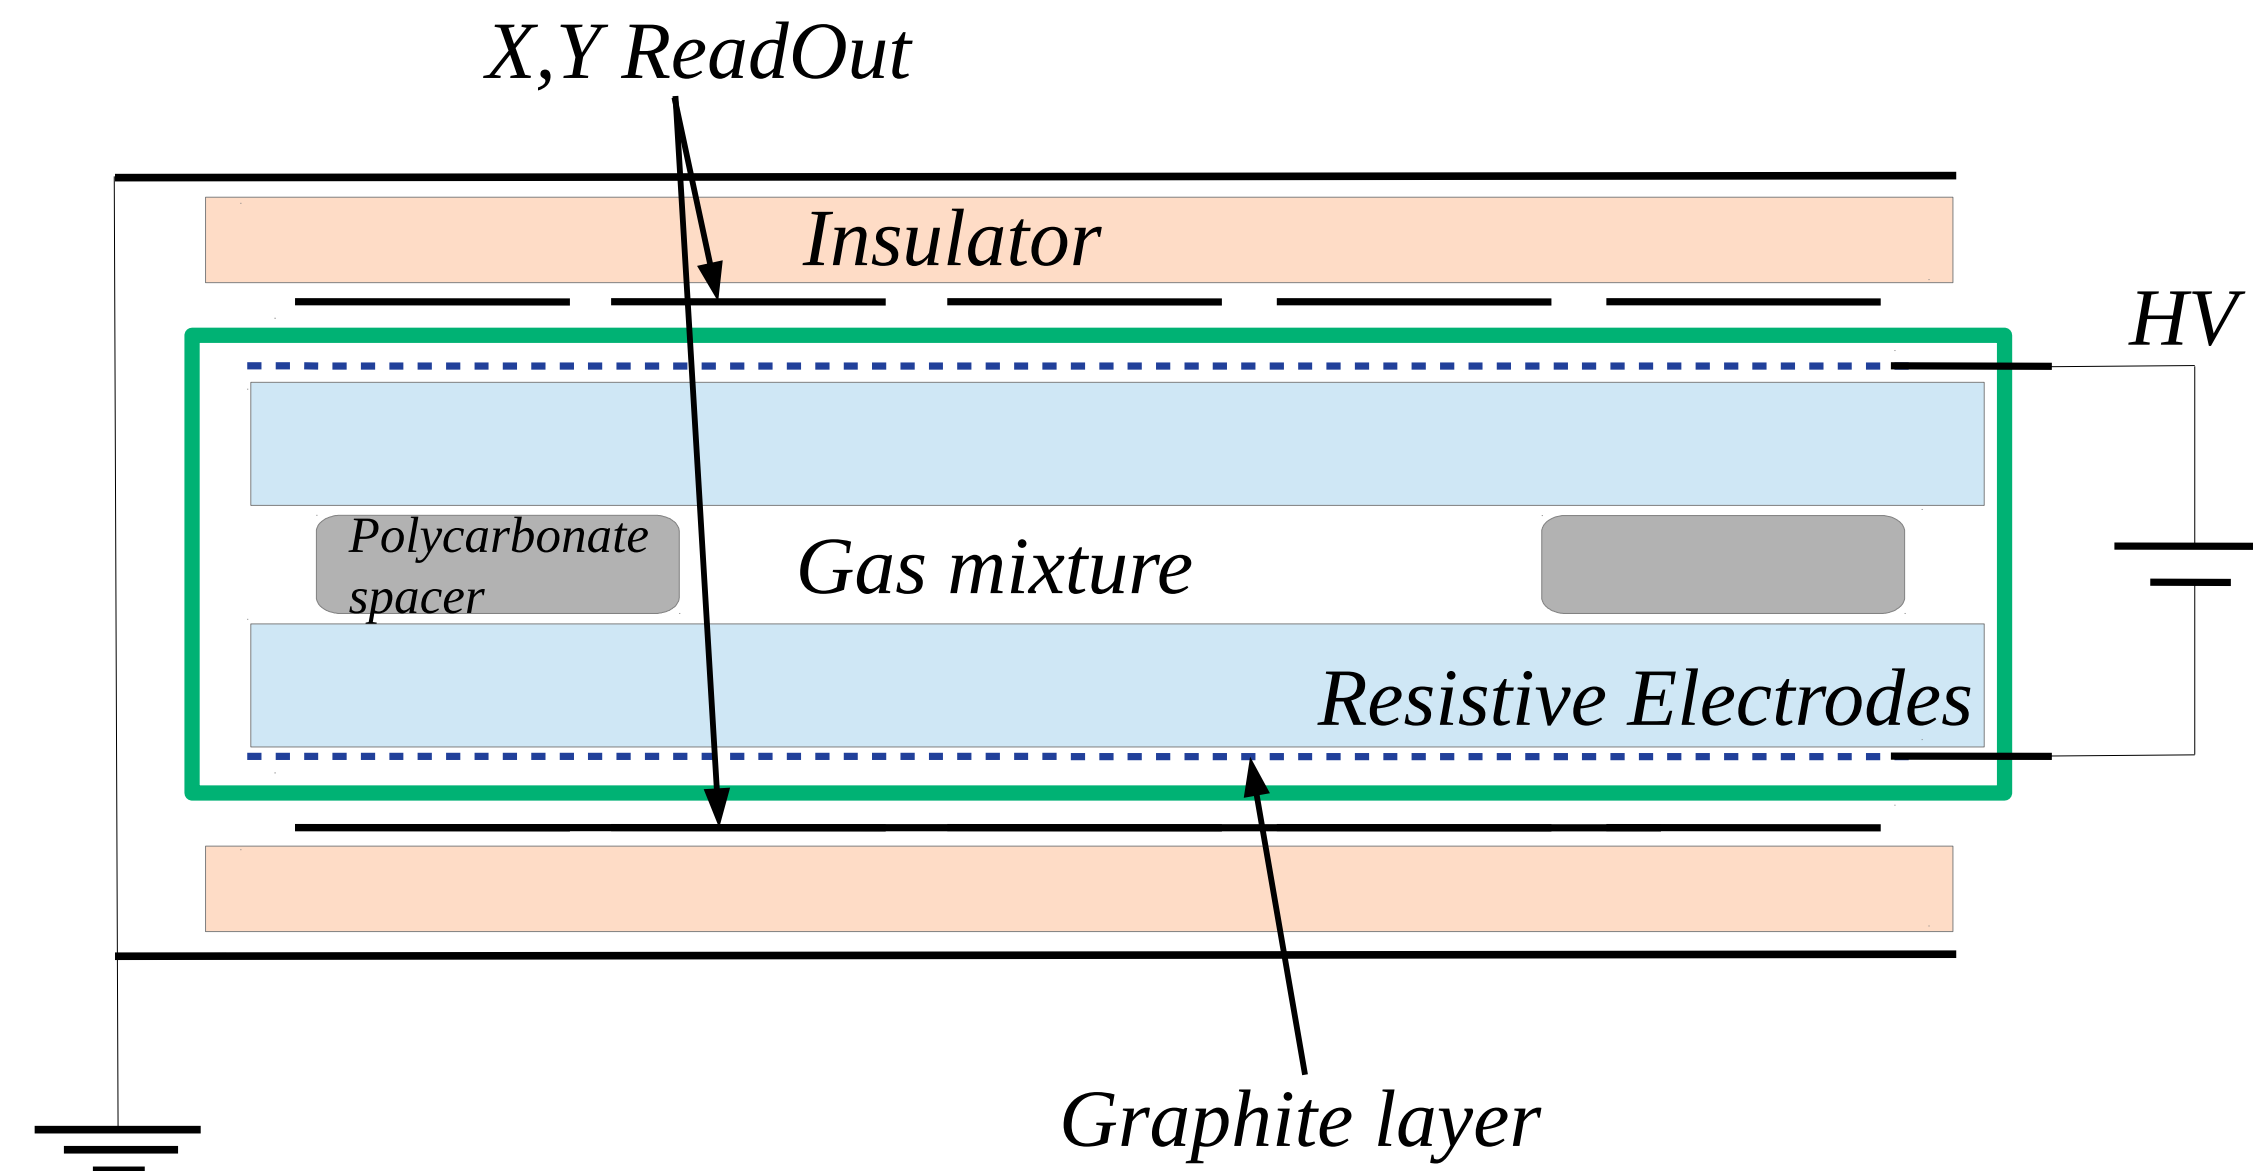 X,Y ReadOut
Insulator
HV
Polycarbonate
spacer
Gas mixture
Resistive Electrodes
Graphite layer